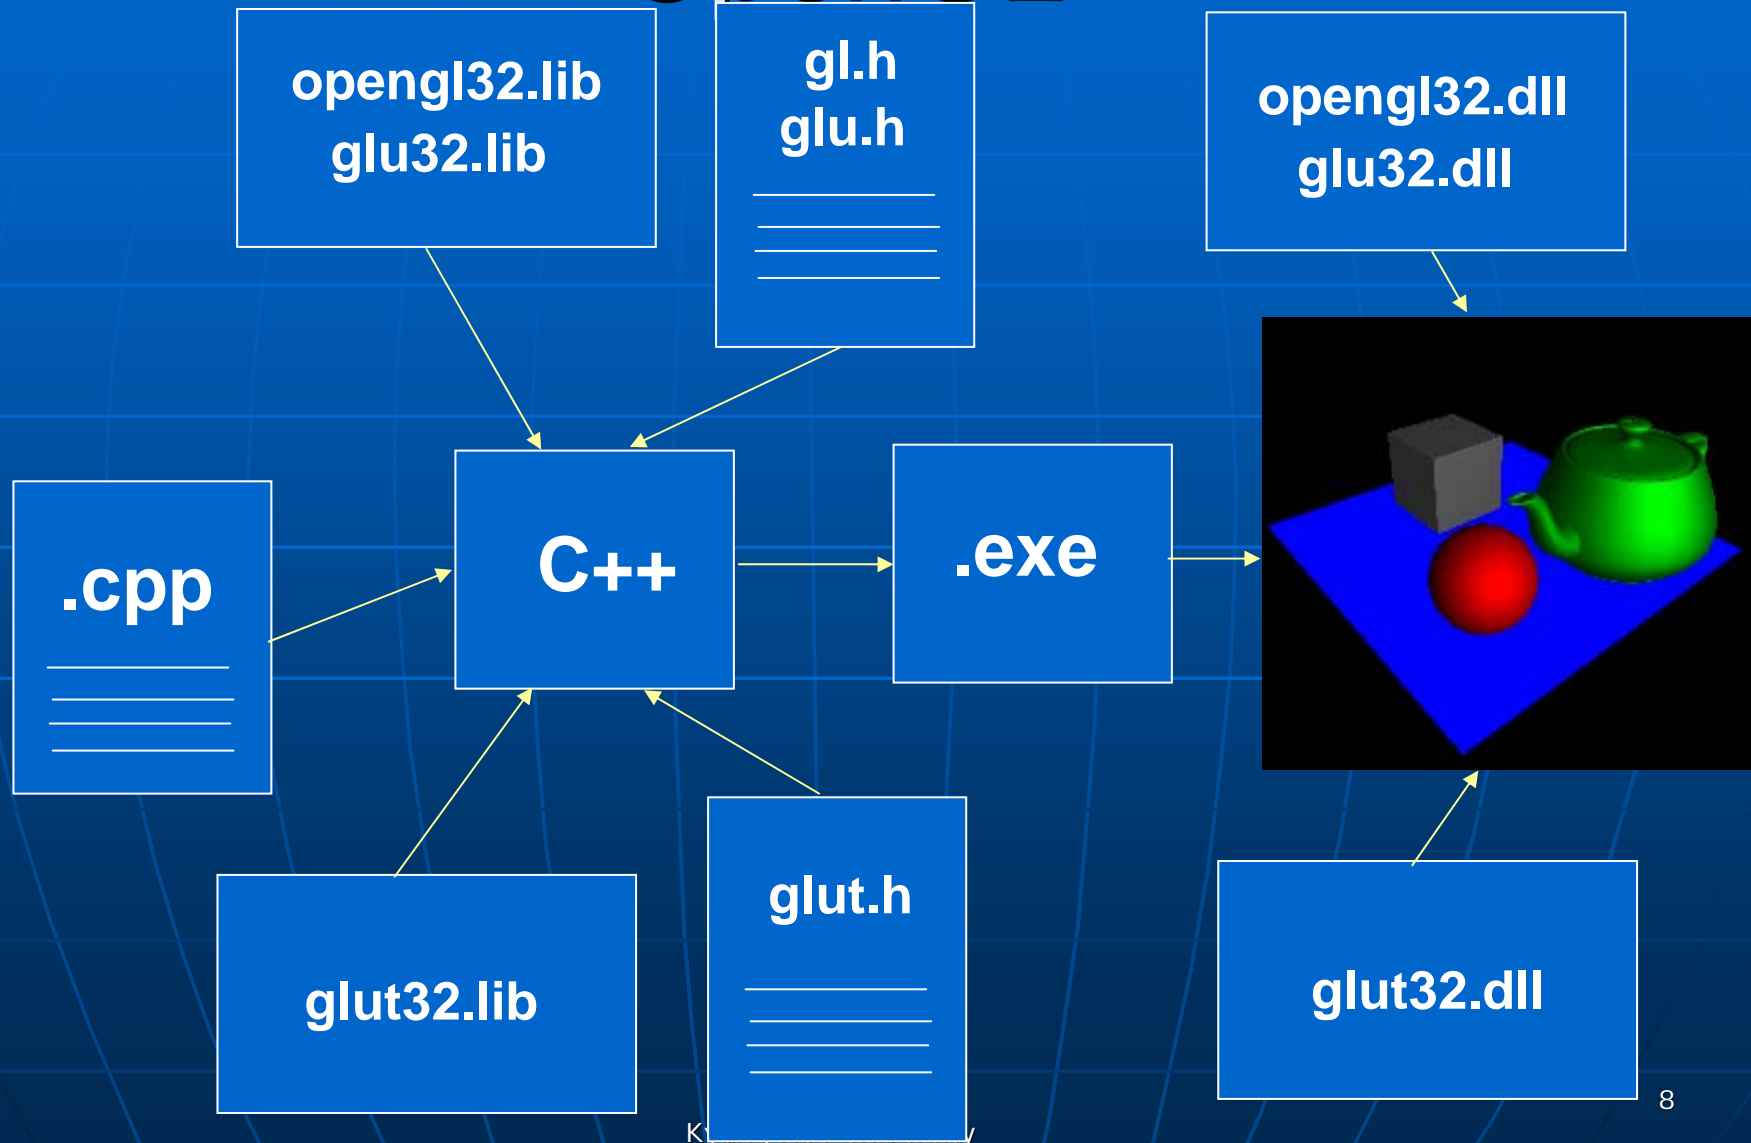 opengl32.lib
glu32.lib
gl.h
glu.h
opengl32.dll
glu32.dll
.cpp
C++
.exe
glut32.lib
glut.h
glut32.dll
8